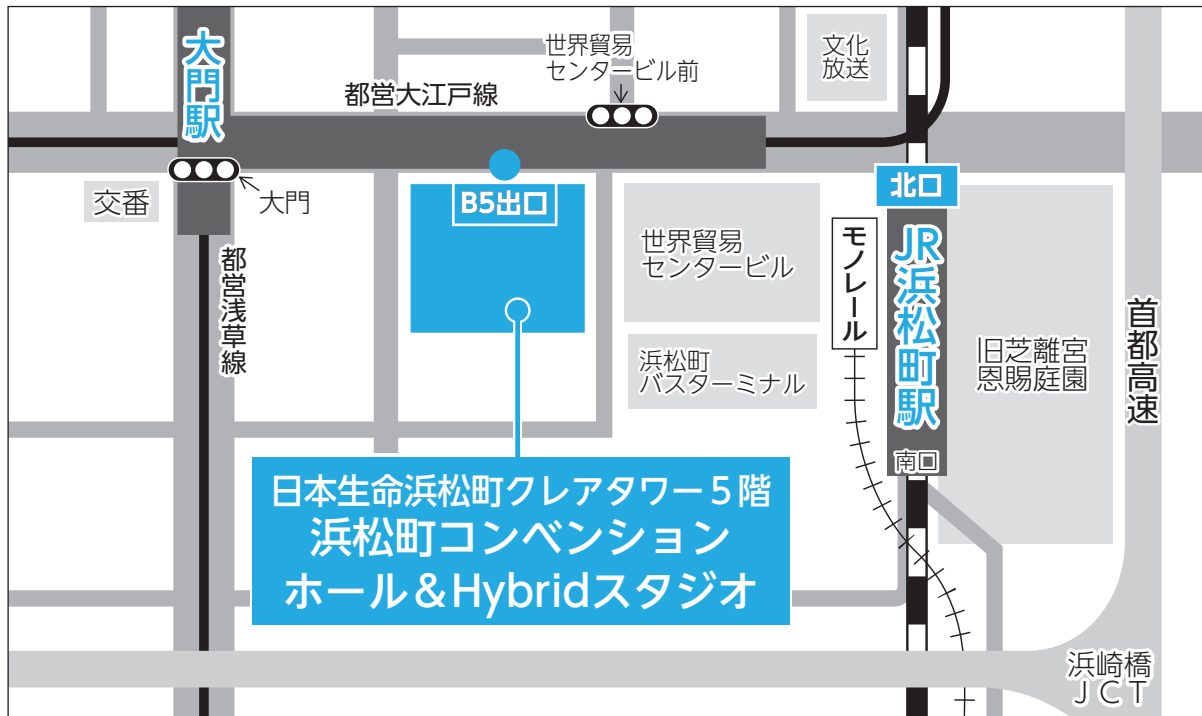 大門駅
都営大江戸線
世界貿易
センタービル前
文化
放送
交番
大門
B5出口
北口
都営浅草線
世界貿易
センタービル
モノレール
JR浜松町駅
浜松町
バスターミナル
旧芝離宮
恩賜庭園
首都高速
南口
日本生命浜松町クレアタワー5階
浜松町コンベンション
ホール&Hybridスタジオ
浜崎橋
JCT